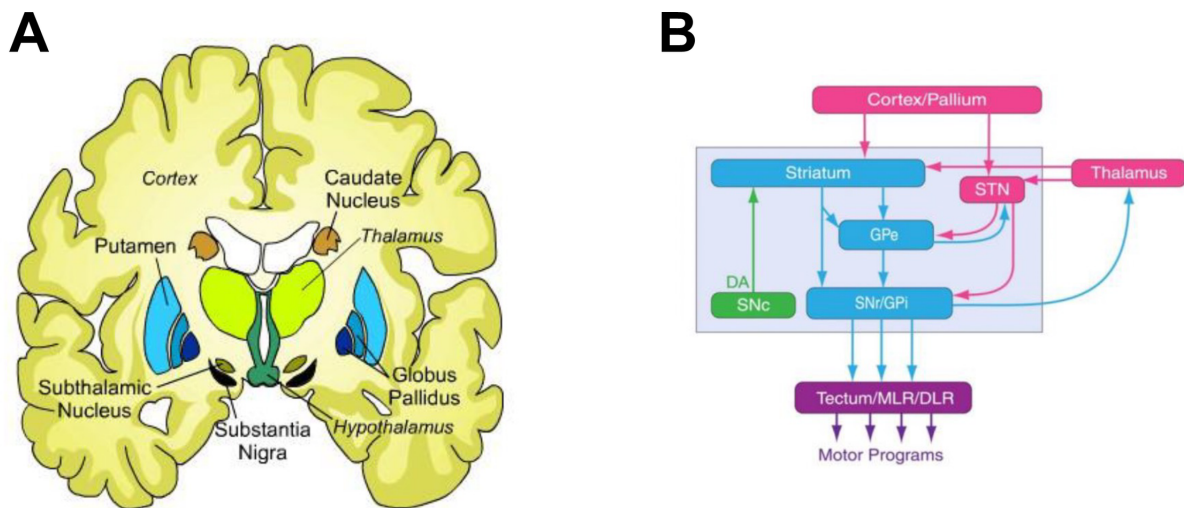 A
Cortex
Caudate
Nucleus
Thalamus
Putamen
Subthalamic
Nucleus
Substantia
Nigra
Globus
Pallidus
Hypothalamus
B
Cortex/Pallium
Striatum
Thalamus
STN
GPe
DA
SNc
SNr/GPi
Tectum/MLR/DLR
Motor Programs